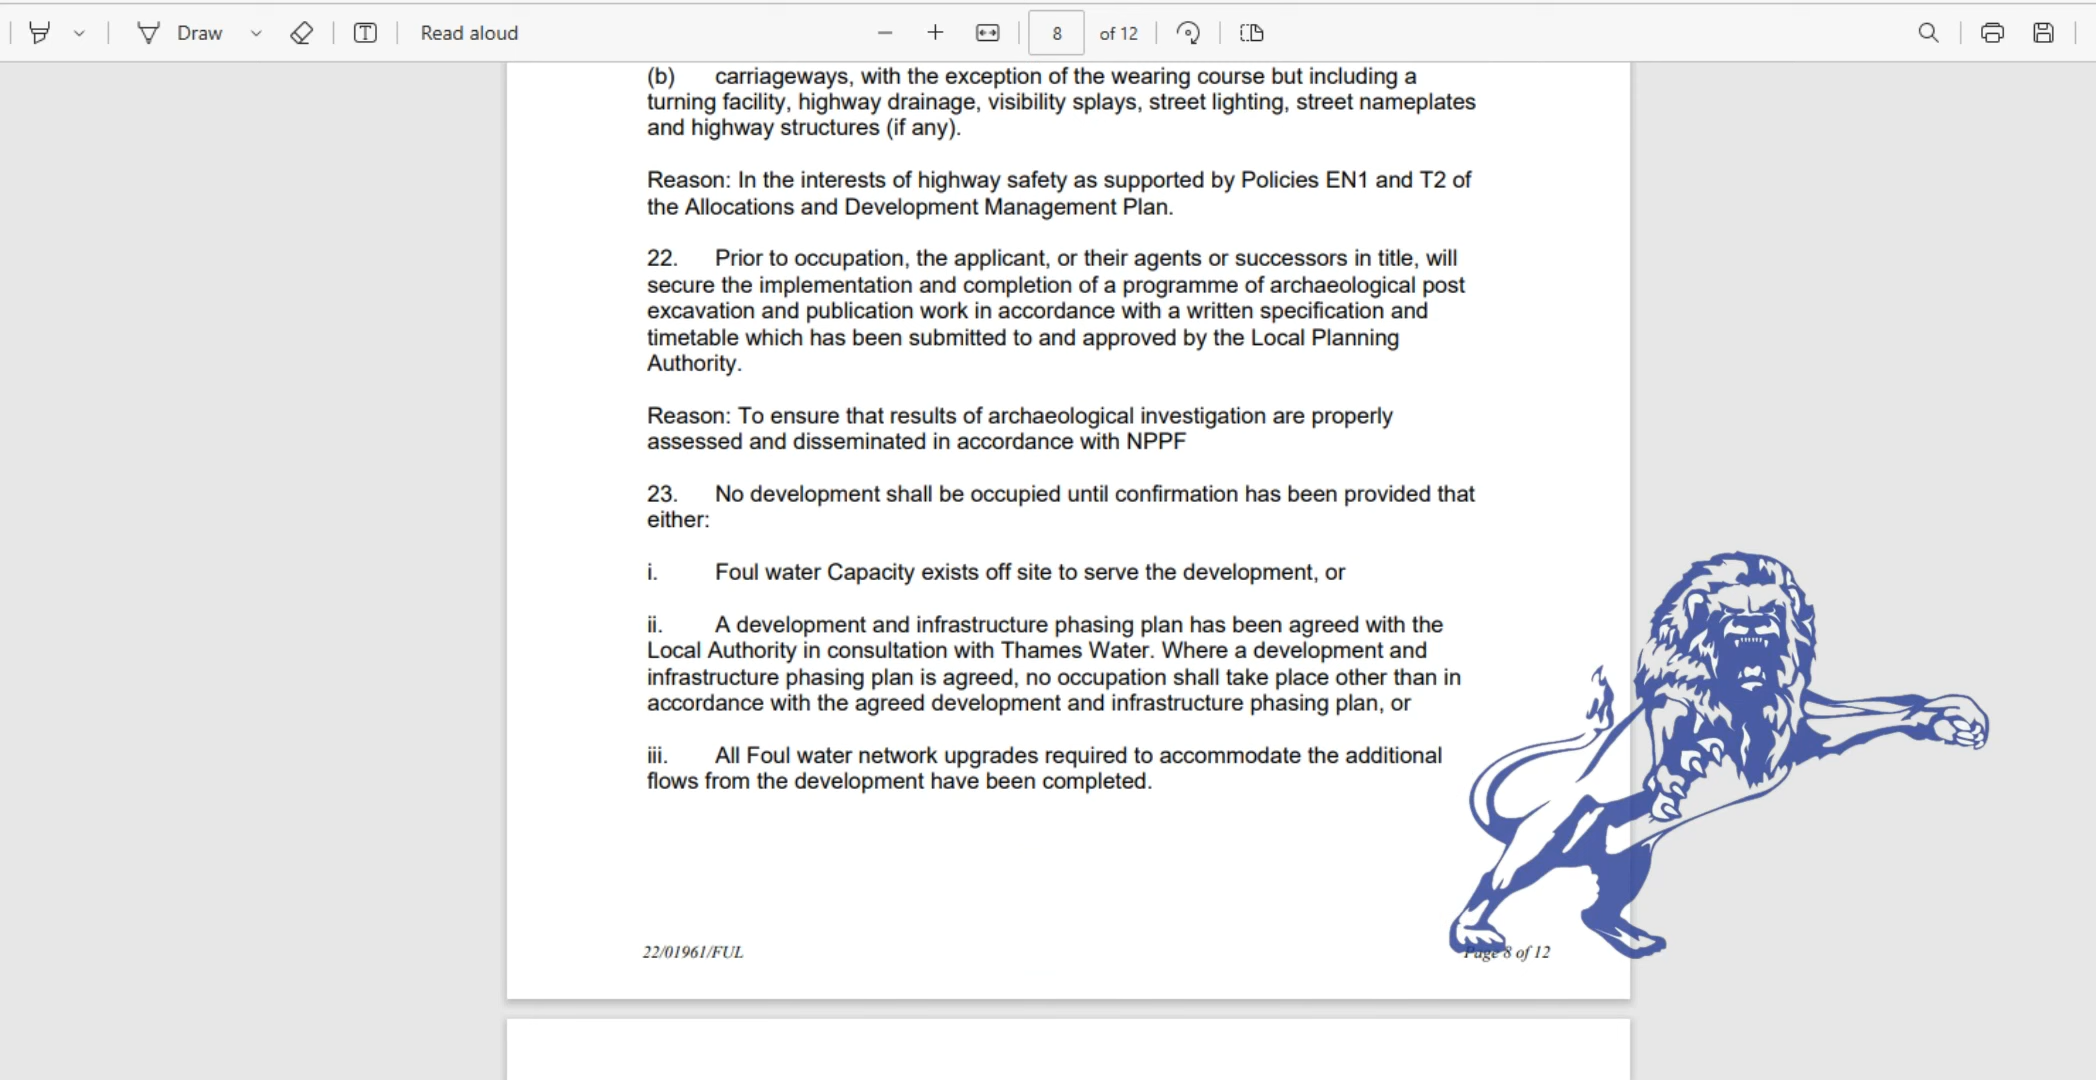 Draw
Read aloud
8 of 12
(b) carriageways, with the exception of the wearing course but including a
turning facility, highway drainage, visibility splays, street lighting, street nameplates
and highway structures (if any).
Reason: In the interests of highway safety as supported by Policies EN1 and T2 of
the Allocations and Development Management Plan.
22. Prior to occupation, the applicant, or their agents or successors in title, will
secure the implementation and completion of a programme of archaeological post
excavation and publication work in accordance with a written specification and
timetable which has been submitted to and approved by the Local Planning
Authority.
Reason: To ensure that results of archaeological investigation are properly
assessed and disseminated in accordance with NPPF
23. No development shall be occupied until confirmation has been provided that
either:
i. Foul water Capacity exists off site to serve the development, or
ii. A development and infrastructure phasing plan has been agreed with the
Local Authority in consultation with Thames Water. Where a development and
infrastructure phasing plan is agreed, no occupation shall take place other than in
accordance with the agreed development and infrastructure phasing plan, or
iii. All Foul water network upgrades required to accommodate the additional
flows from the development have been completed.
22/01961/FUL
Page 8 of 12